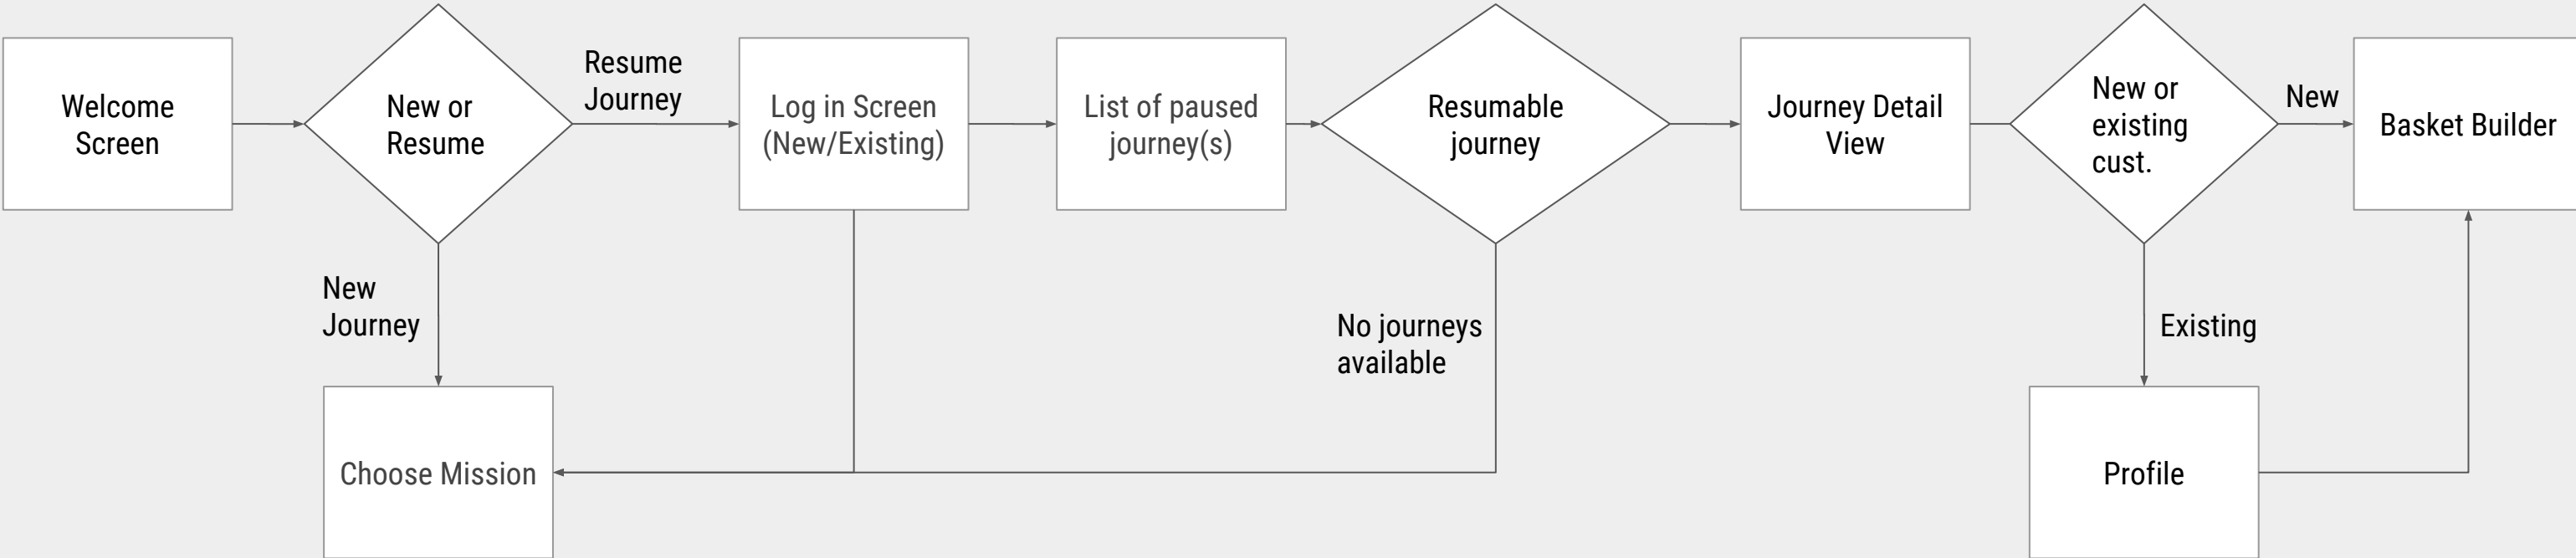 Welcome
Screen
New or
Resume
Resume
Journey
Log in Screen
(New/Existing)
List of paused
journey(s)
Resumable
journey
Journey Detail
View
New or
existing
cust.
New
Basket Builder
New
Journey
No journeys
available
Existing
Choose Mission
Profile